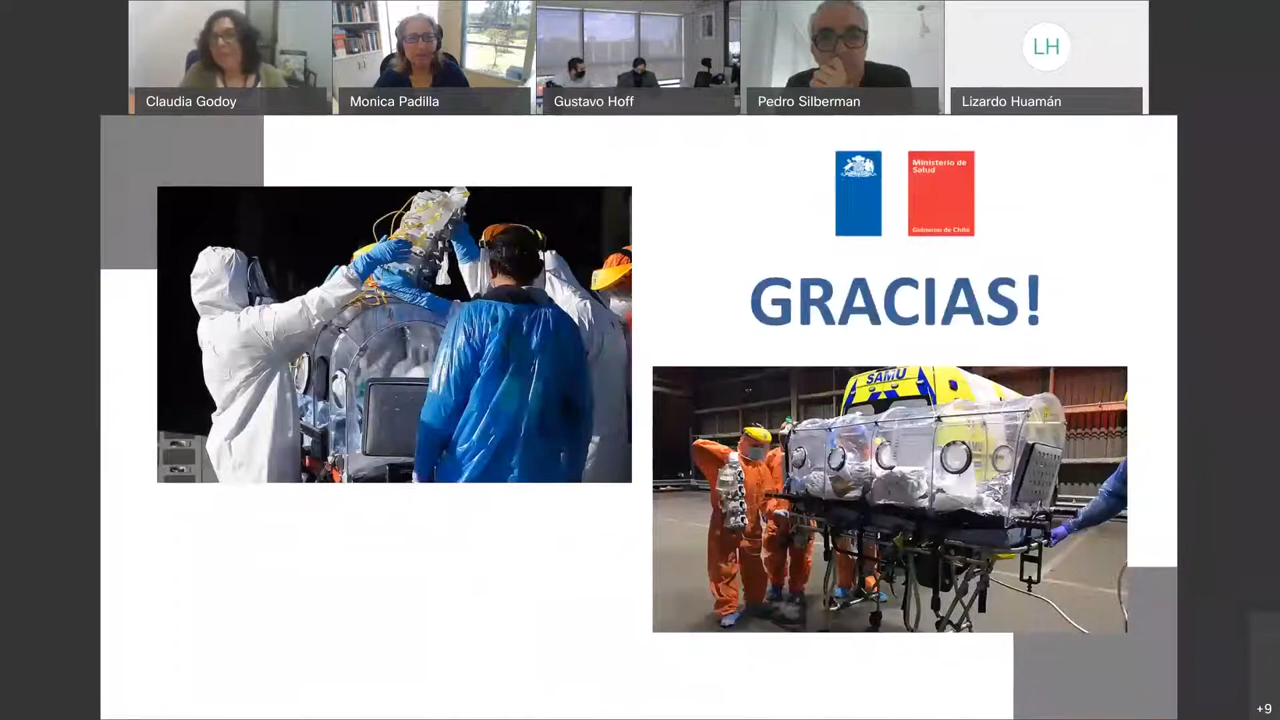 Claudia Godoy
Monica Padilla
Gustavo Hoff
Pedro Silberman
LH
Lizardo Huamán
Ministerio de
Salud
Gobierno de Chile
GRACIAS!
SAMU
+9